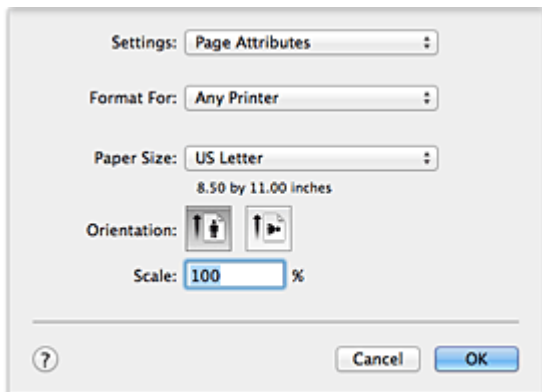 Settings: Page Attributes
Format For: Any Printer
Paper Size: US Letter
8.50 by 11.00 inches
Orientation:
Scale: 100 %
? Cancel OK